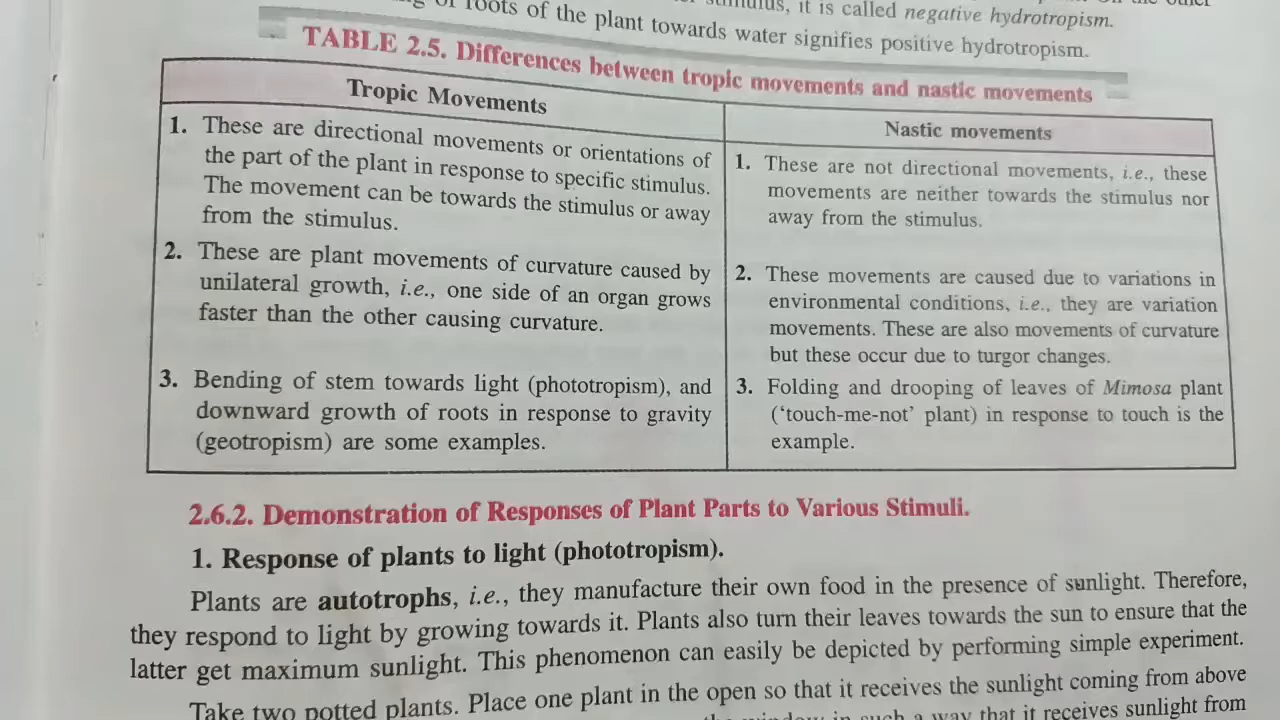 stimulus, it is called negative hydrotropism.
of roots of the plant towards water signifies positive hydrotropism.
TABLE 2.5. Differences between tropic movements and nastic movements
Tropic Movements
1. These are directional movements or orientations of
the part of the plant in response to specific stimulus.
The movement can be towards the stimulus or away
from the stimulus.
2. These are plant movements of curvature caused by
unilateral growth, i.e., one side of an organ grows
faster than the other causing curvature.
3. Bending of stem towards light (phototropism), and
downward growth of roots in response to gravity
(geotropism) are some examples.
Nastic movements
1. These are not directional movements, i.e., these
movements are neither towards the stimulus nor
away from the stimulus.
2. These movements are caused due to variations in
environmental conditions, i.e., they are variation
movements. These are also movements of curvature
but these occur due to turgor changes.
3. Folding and drooping of leaves of Mimosa plant
(‘touch-me-not’ plant) in response to touch is the
example.
2.6.2. Demonstration of Responses of Plant Parts to Various Stimuli.
1. Response of plants to light (phototropism).
Plants are autotrophs, i.e., they manufacture their own food in the presence of sunlight. Therefore,
they respond to light by growing towards it. Plants also turn their leaves towards the sun to ensure that the
latter get maximum sunlight. This phenomenon can easily be depicted by performing simple experiment.
Take two potted plants. Place one plant in the open so that it receives the sunlight coming from above
the window in such a way that it receives sunlight from